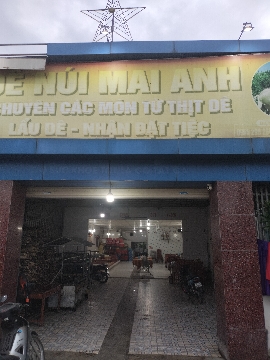 DÊ NÚI MAI ANH
CHUYÊN CÁC MÓN TỪ THỊT DÊ
LẨU DÊ - NHẬN ĐẶT TIỆC